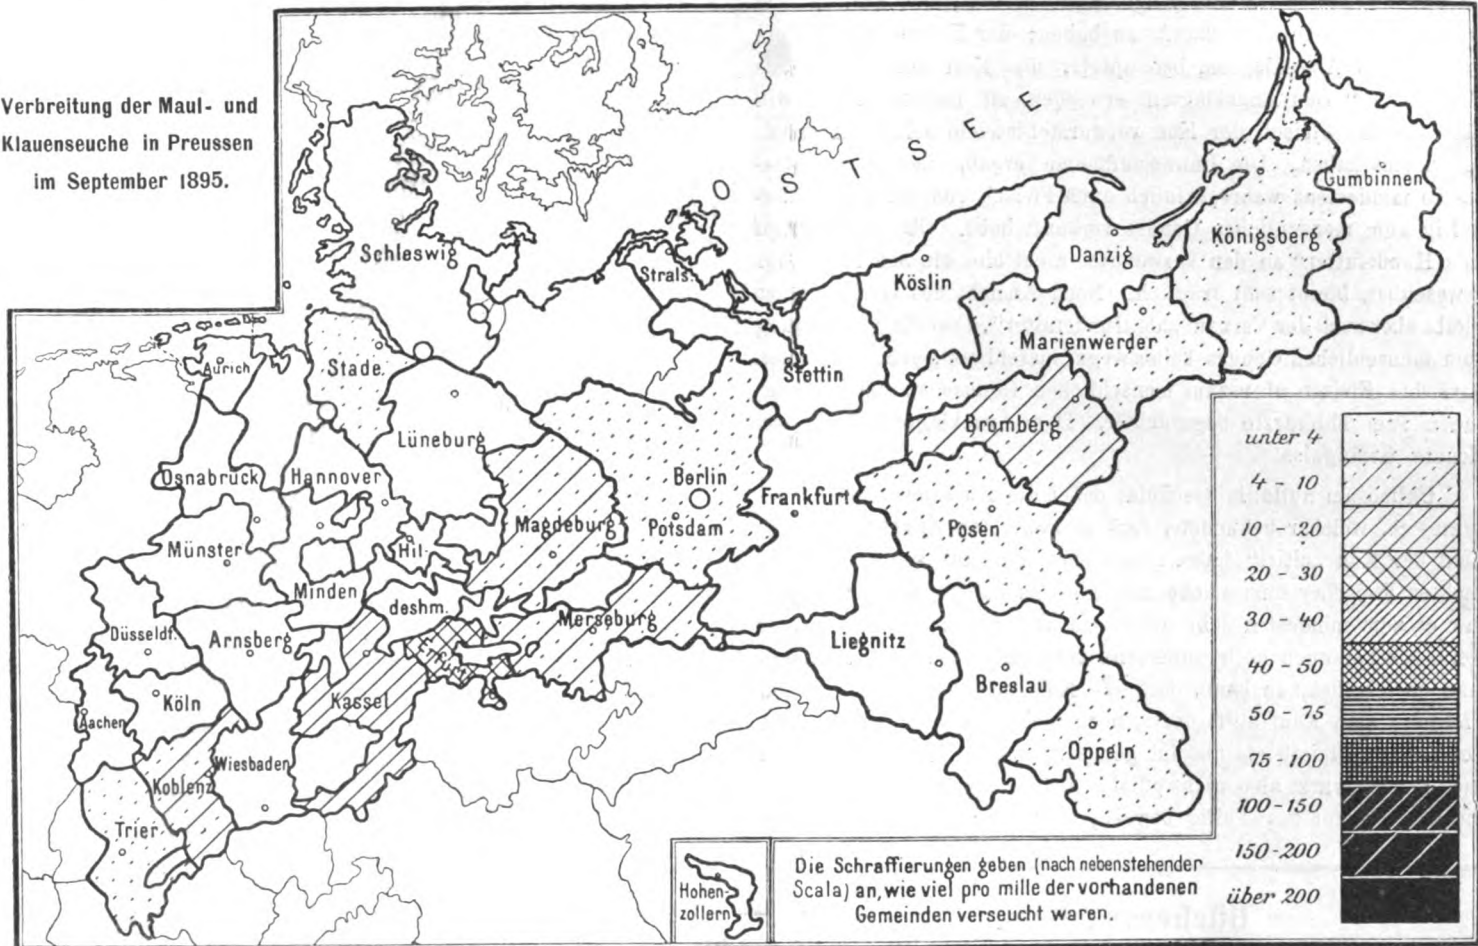 Verbreitung der Maul- und
Klauenseuche in Preussen
im September 1895.
OSTSE
Gumbinnen
Königsberg
Danzig
Schleswig
Strals.
Köslin
Marienwerder
Stettin
Aurich
Stade.
Bromberg
Lüneburg
Osnabrück
Hannover
Berlin
Frankfurt
Potsdam
Magdeburg
Posen
Münster
Hil-
Minden
deshm.
Merseburg
Düsseldf.
Arnsberg
Liegnitz
Köln
Kassel
Breslau
Aachen
Oppeln
Wiesbaden
Koblenz
Trier
Hohen-
zollern
unter 4
4 - 10
10 - 20
20 - 30
30 - 40
40 - 50
50 - 75
75 - 100
100 - 150
150 - 200
über 200
Die Schraffierungen geben (nach nebenstehender
Scala) an, wie viel pro mille der vorhandenen
Gemeinden verseucht waren.